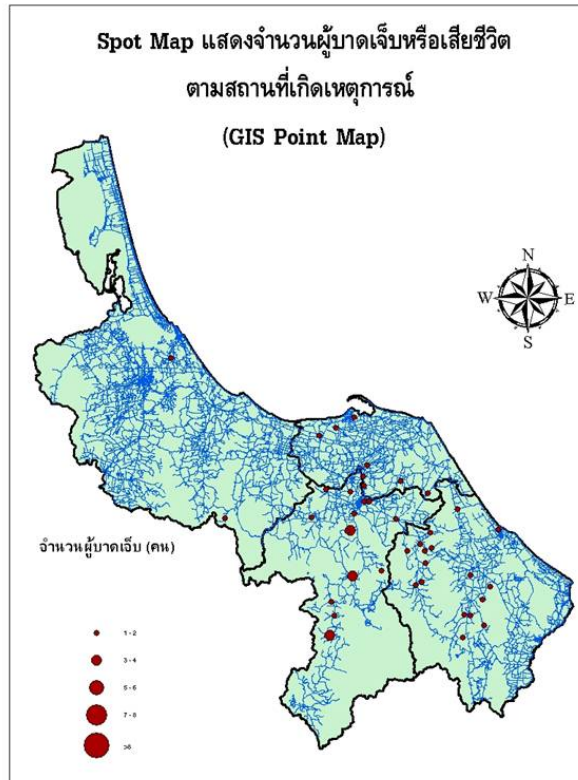 Spot Map แสดงจำนวนผู้บาดเจ็บหรือเสียชีวิต
ตามสถานที่เกิดเหตุการณ์
(GIS Point Map)
N
W E
S
จำนวนผู้บาดเจ็บ (คน)
1 - 2
3 - 4
5 - 6
7 - 8
>8